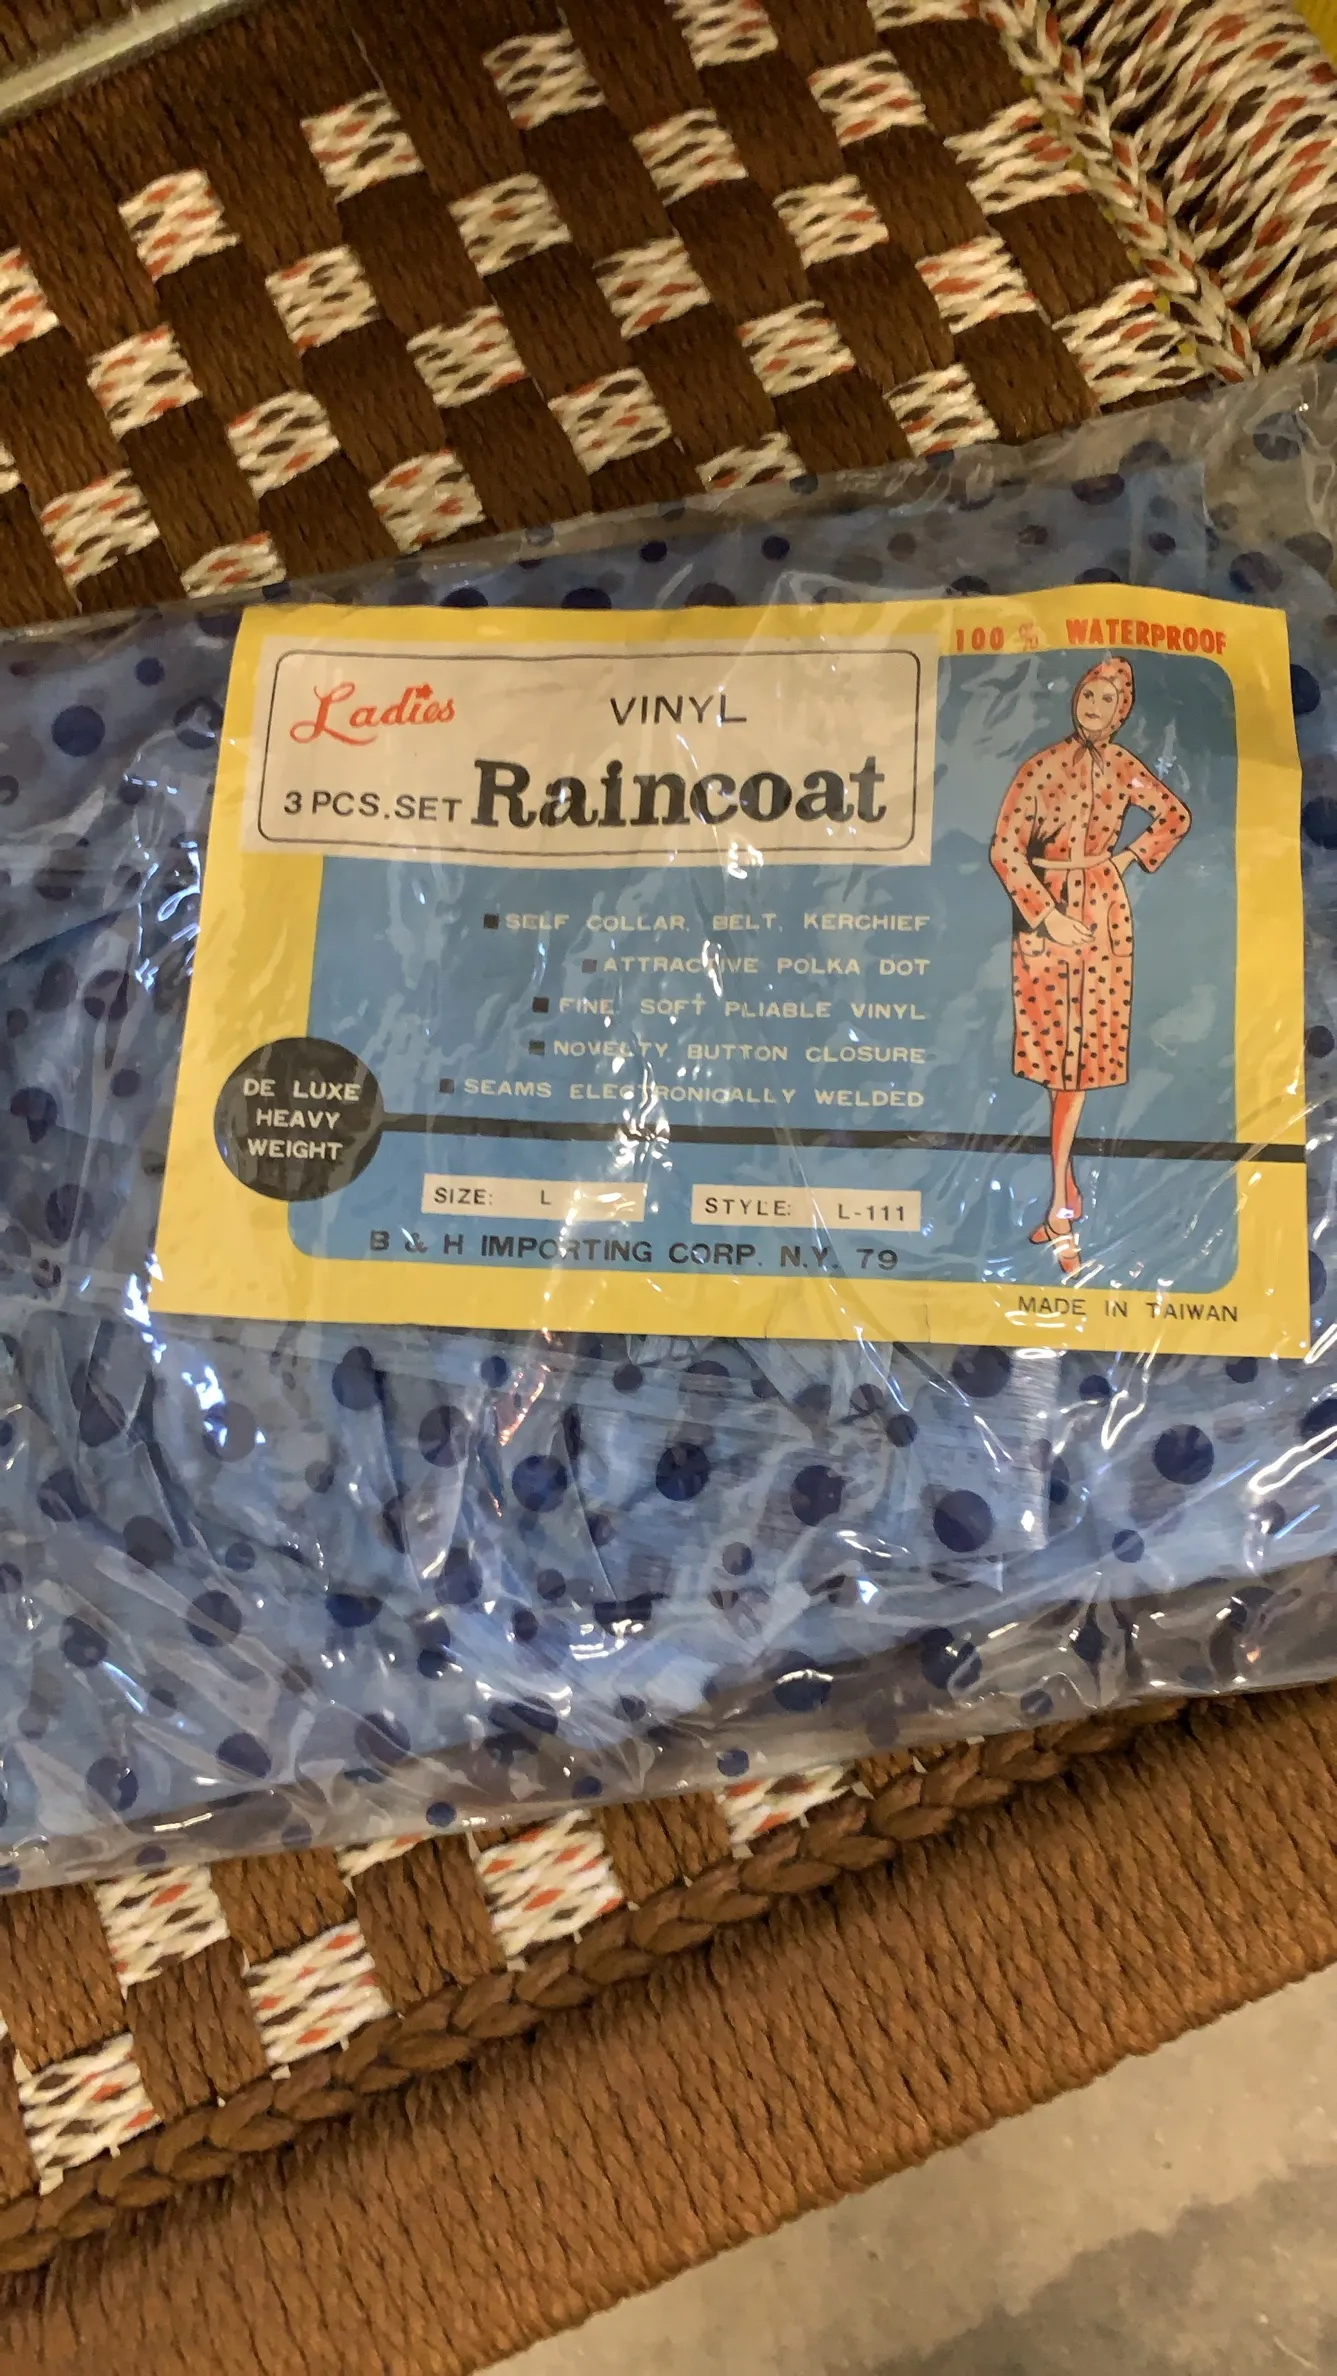 100 % WATERPROOF
Ladies VINYL
3 PCS. SET Raincoat
SELF COLLAR, BELT, KERCHIEF
ATTRACTIVE POLKA DOT
FINE, SOFT PLIABLE VINYL
NOVELTY BUTTON CLOSURE
SEAMS ELECTRONICALLY WELDED
DE LUXE
HEAVY
WEIGHT
SIZE: L STYLE: L-111
B & H IMPORTING CORP. N.Y. 79
MADE IN TAIWAN